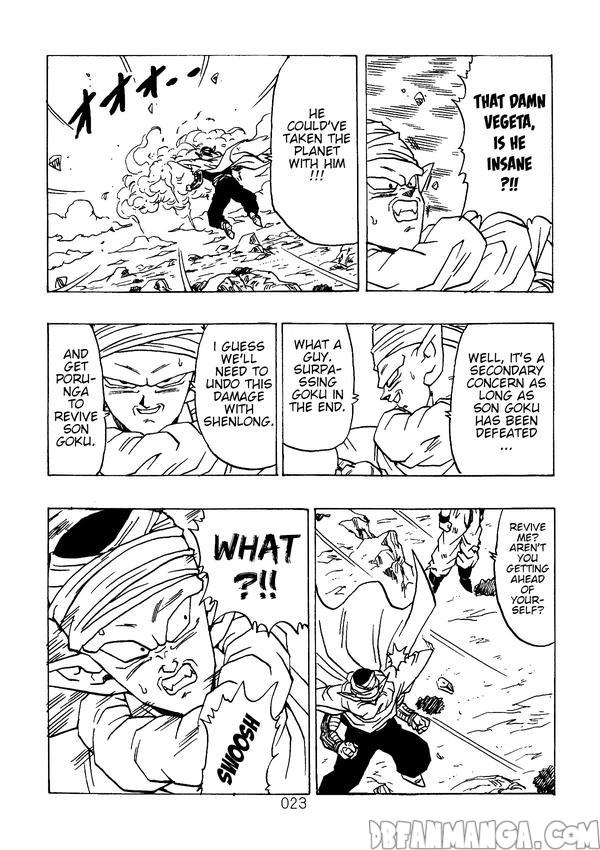 THAT DAMN
VEGETA,
IS HE
INSANE
?!!
HE
COULD'VE
TAKEN THE
PLANET
WITH HIM
!!!
オオオ・・
WELL, IT'S A
SECONDARY
CONCERN AS
LONG AS
SON GOKU
HAS BEEN
DEFEATED
...
WHAT A
GUY.
SURPA-
SSING
GOKU IN
THE END.
I GUESS
WE'LL
NEED TO
UNDO THIS
DAMAGE
WITH
SHENLONG.
AND
GET
PORU-
NGA
TO
REVIVE
SON
GOKU.
REVIVE
ME?
AREN'T
YOU
GETTING
AHEAD
OF
YOUR-
SELF?
WHAT
?!!
SWOOSH
023
DBFANMANGA.COM